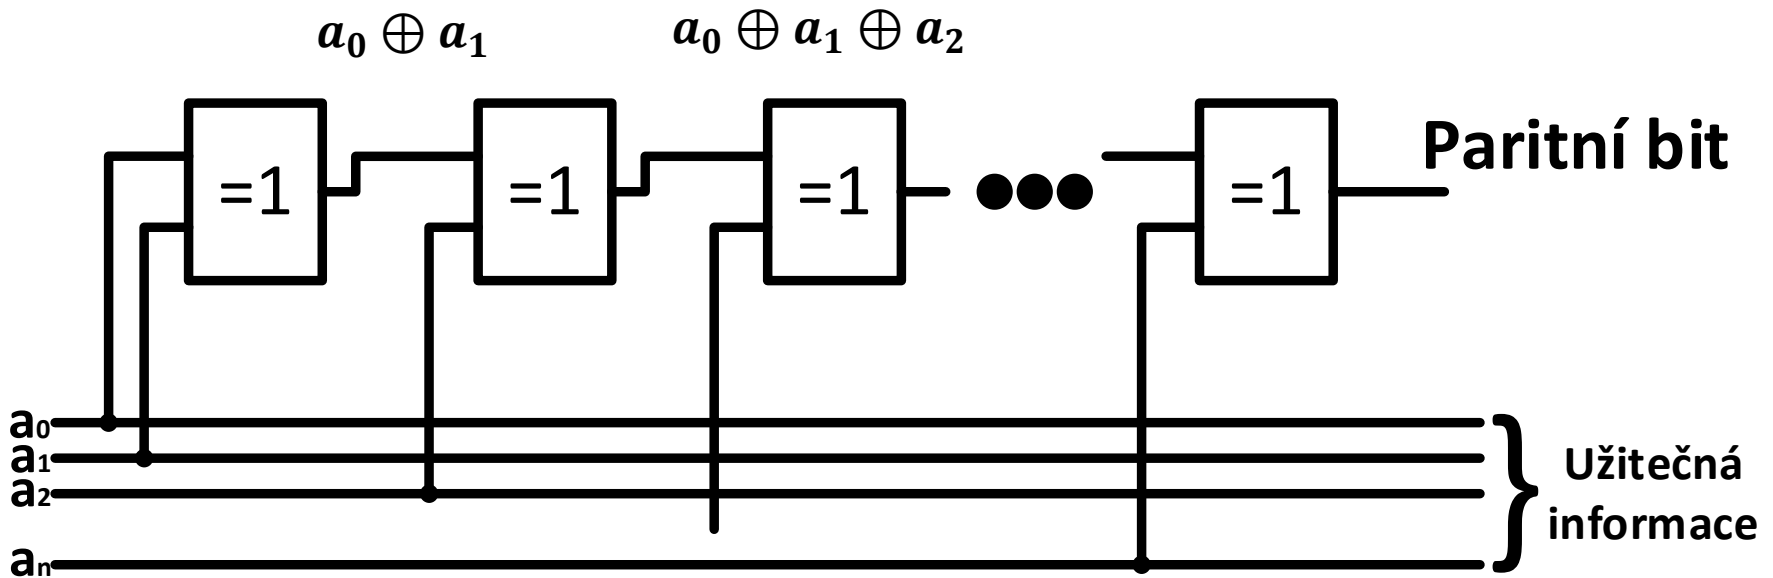 a₀ ⊕ a₁
a₀ ⊕ a₁ ⊕ a₂
=1
=1
=1
=1
Paritní bit
a₀
a₁
a₂
aₙ
Užitečná
informace